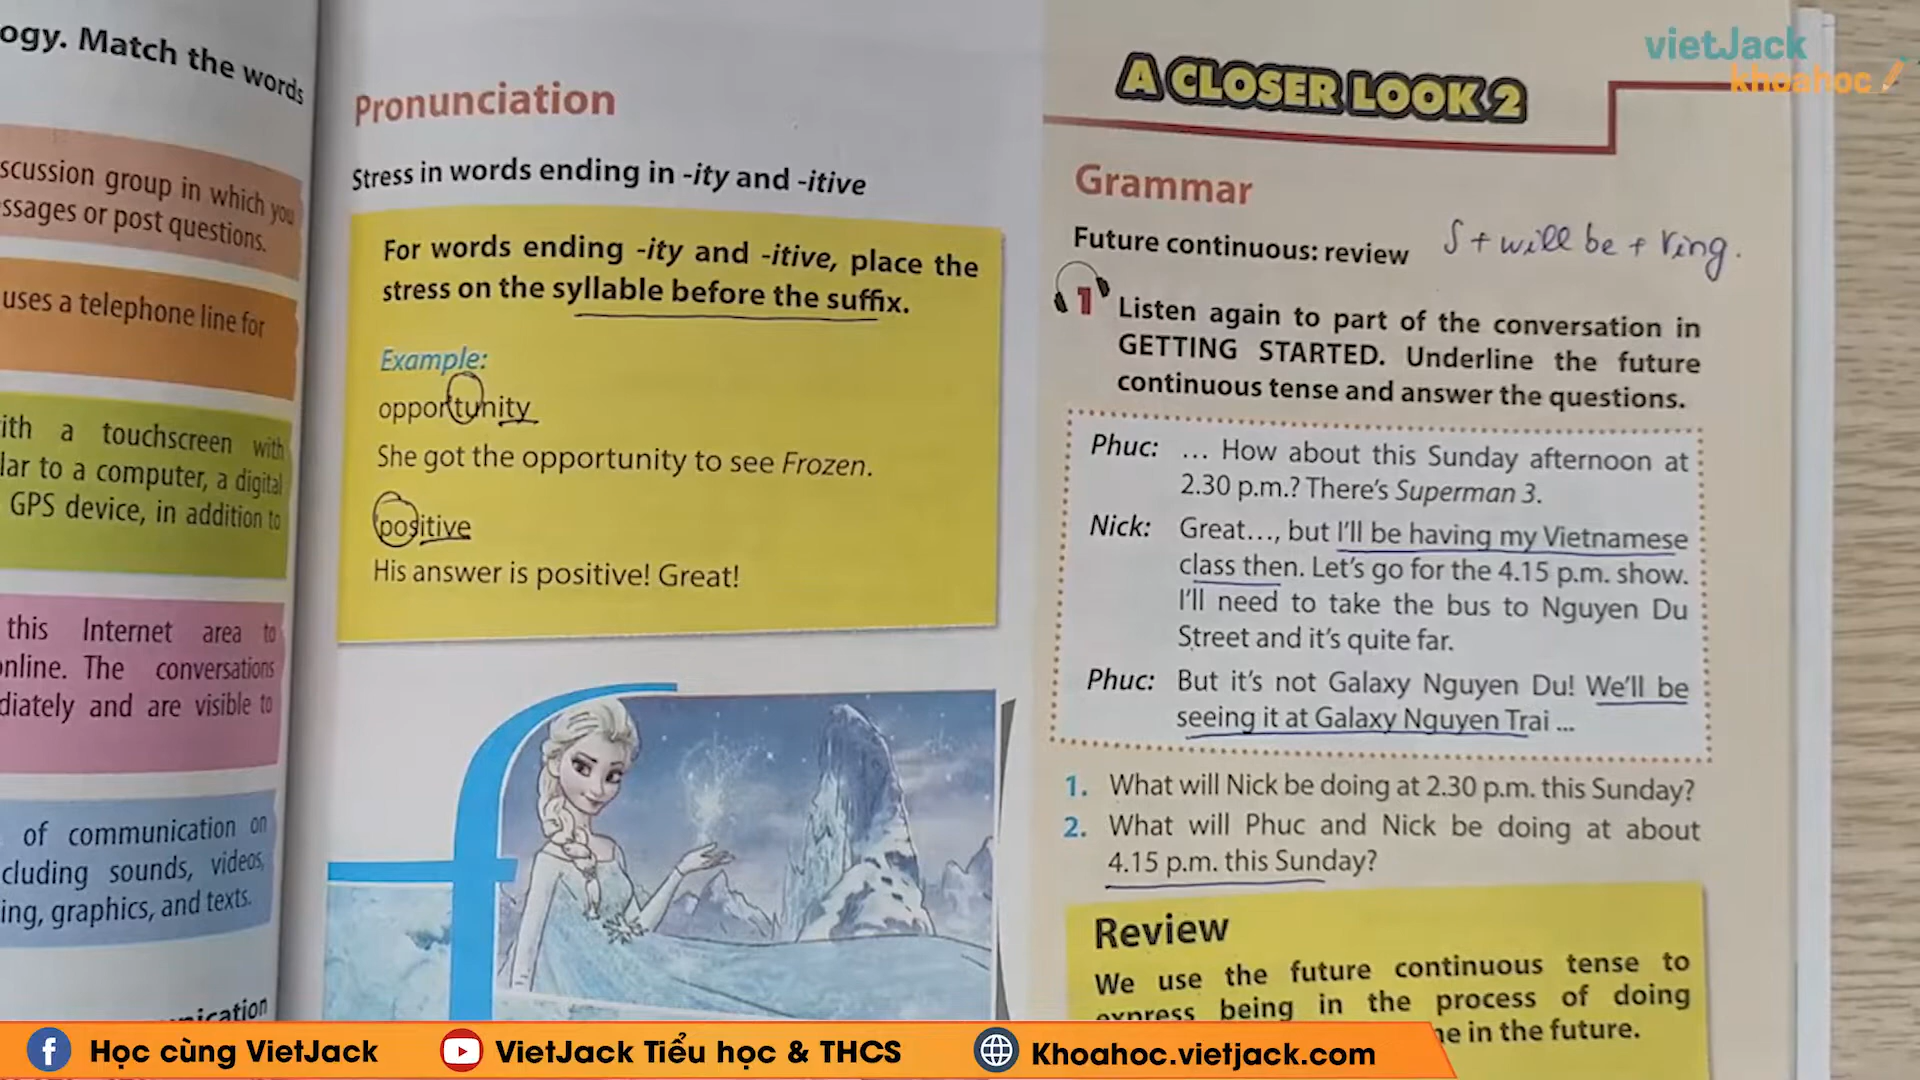 ogy. Match the words
scussion group in which you
ssages or post questions.
uses a telephone line for
ith a touchscreen with
lar to a computer, a digital
GPS device, in addition to
this Internet area to
nline. The conversations
diately and are visible to
of communication on
cluding sounds, videos,
ing, graphics, and texts.
Pronunciation
Stress in words ending in -ity and -itive
For words ending -ity and -itive, place the
stress on the syllable before the suffix.
Example:
opportunity
She got the opportunity to see Frozen.
positive
His answer is positive! Great!
f
vietJack
khoahoc
A CLOSER LOOK 2
Grammar
Future continuous: review S + will be + Ving.
1 Listen again to part of the conversation in
GETTING STARTED. Underline the future
continuous tense and answer the questions.
Phuc: … How about this Sunday afternoon at
2.30 p.m.? There's Superman 3.
Nick: Great…, but I'll be having my Vietnamese
class then. Let's go for the 4.15 p.m. show.
I'll need to take the bus to Nguyen Du
Street and it's quite far.
Phuc: But it's not Galaxy Nguyen Du! We'll be
seeing it at Galaxy Nguyen Trai ...
1. What will Nick be doing at 2.30 p.m. this Sunday?
2. What will Phuc and Nick be doing at about
4.15 p.m. this Sunday?
Review
We use the future continuous tense to
express being in the process of doing
me in the future.
Học cùng VietJack
VietJack Tiểu học & THCS
Khoahoc.vietjack.com